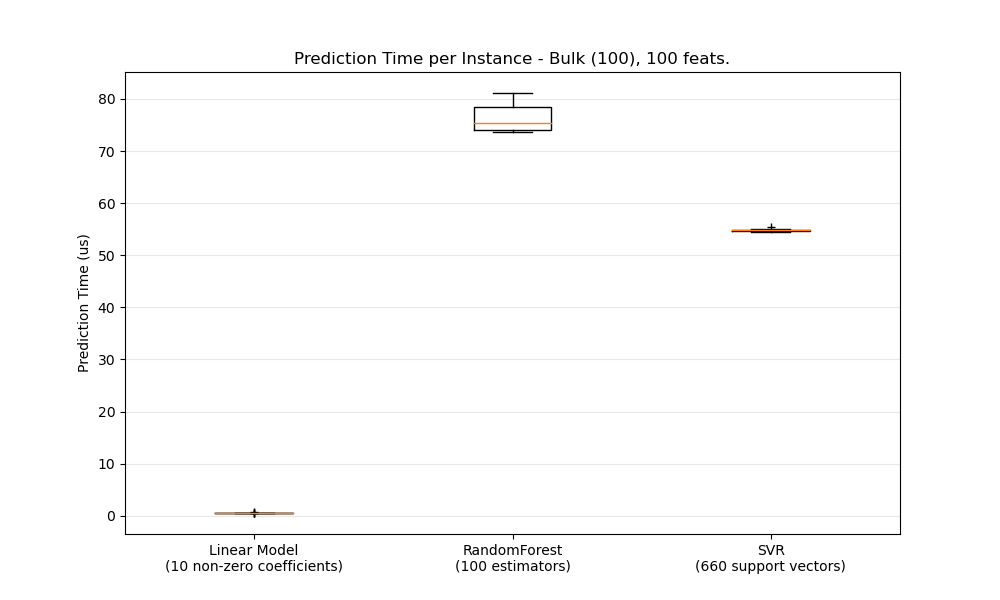 Prediction Time per Instance - Bulk (100), 100 feats.
Prediction Time (us)
80
70
60
50
40
30
20
10
0
Linear Model
(10 non-zero coefficients)
RandomForest
(100 estimators)
SVR
(660 support vectors)